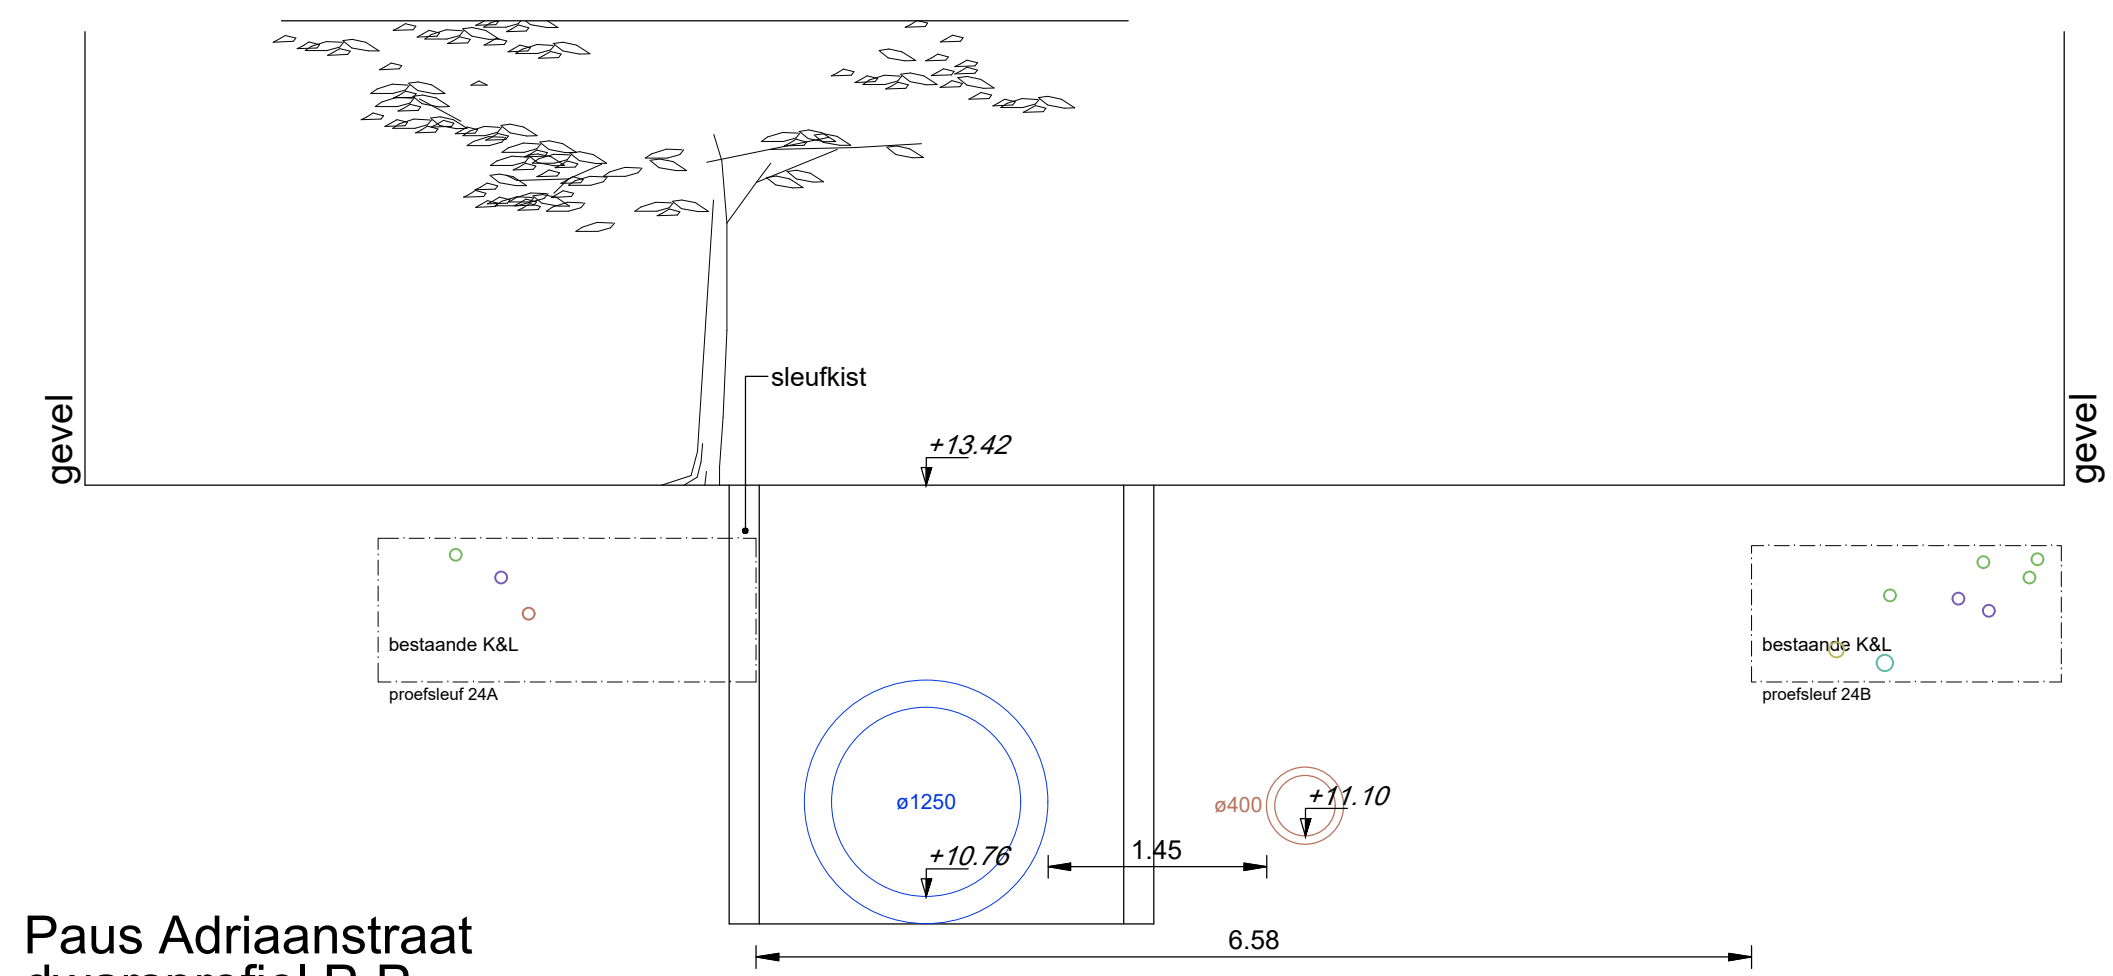 sleufkist
gevel
gevel
+13.42
bestaande K&L
bestaande K&L
proefsleuf 24A
proefsleuf 24B
ø1250
ø400
+11.10
+10.76
1.45
Paus Adriaanstraat
6.58